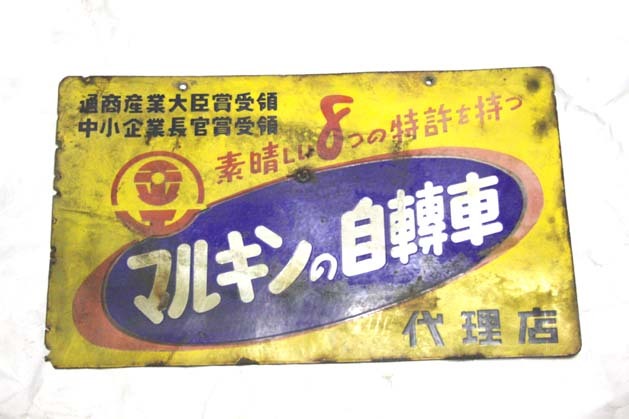 通商産業大臣賞受領
中小企業長官賞受領
素晴しい8つの特許を持つ
マルキンの自轉車
代理店